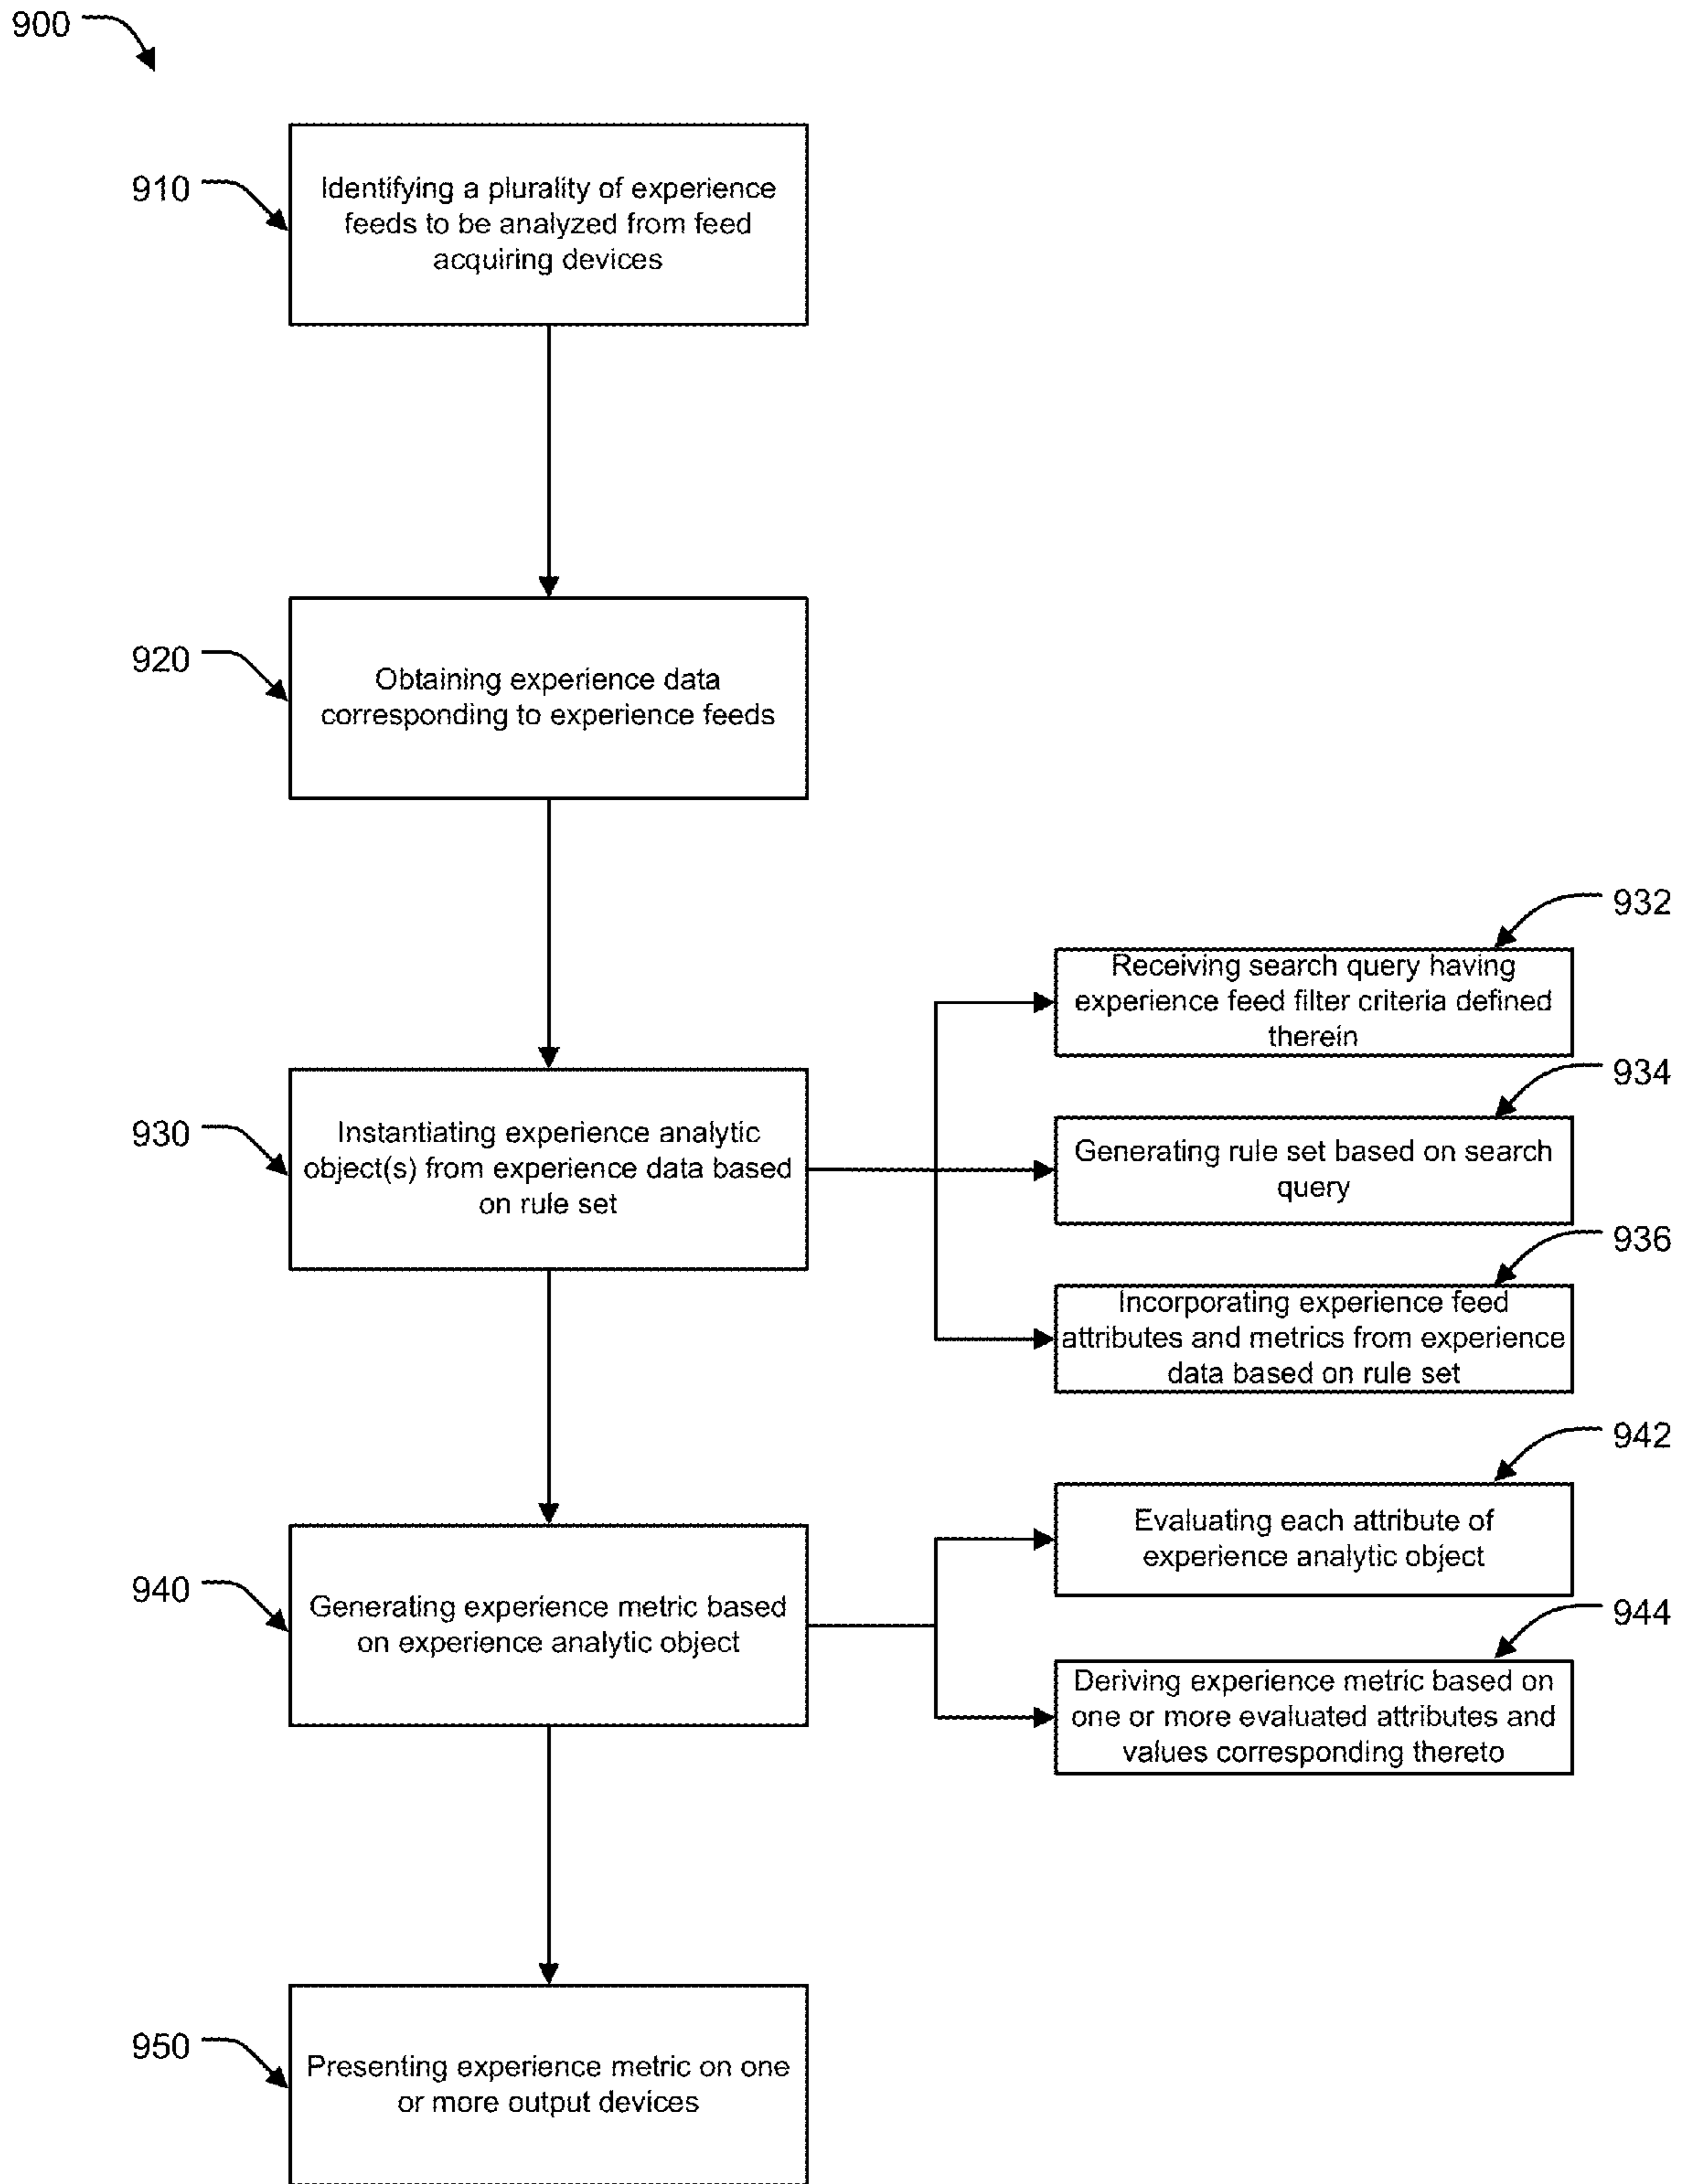 900
910
Identifying a plurality of experience
feeds to be analyzed from feed
acquiring devices
920
Obtaining experience data
corresponding to experience feeds
930
Instantiating experience analytic
object(s) from experience data based
on rule set
932
Receiving search query having
experience feed filter criteria defined
therein
934
Generating rule set based on search
query
936
Incorporating experience feed
attributes and metrics from experience
data based on rule set
940
Generating experience metric based
on experience analytic object
942
Evaluating each attribute of
experience analytic object
944
Deriving experience metric based on
one or more evaluated attributes and
values corresponding thereto
950
Presenting experience metric on one
or more output devices